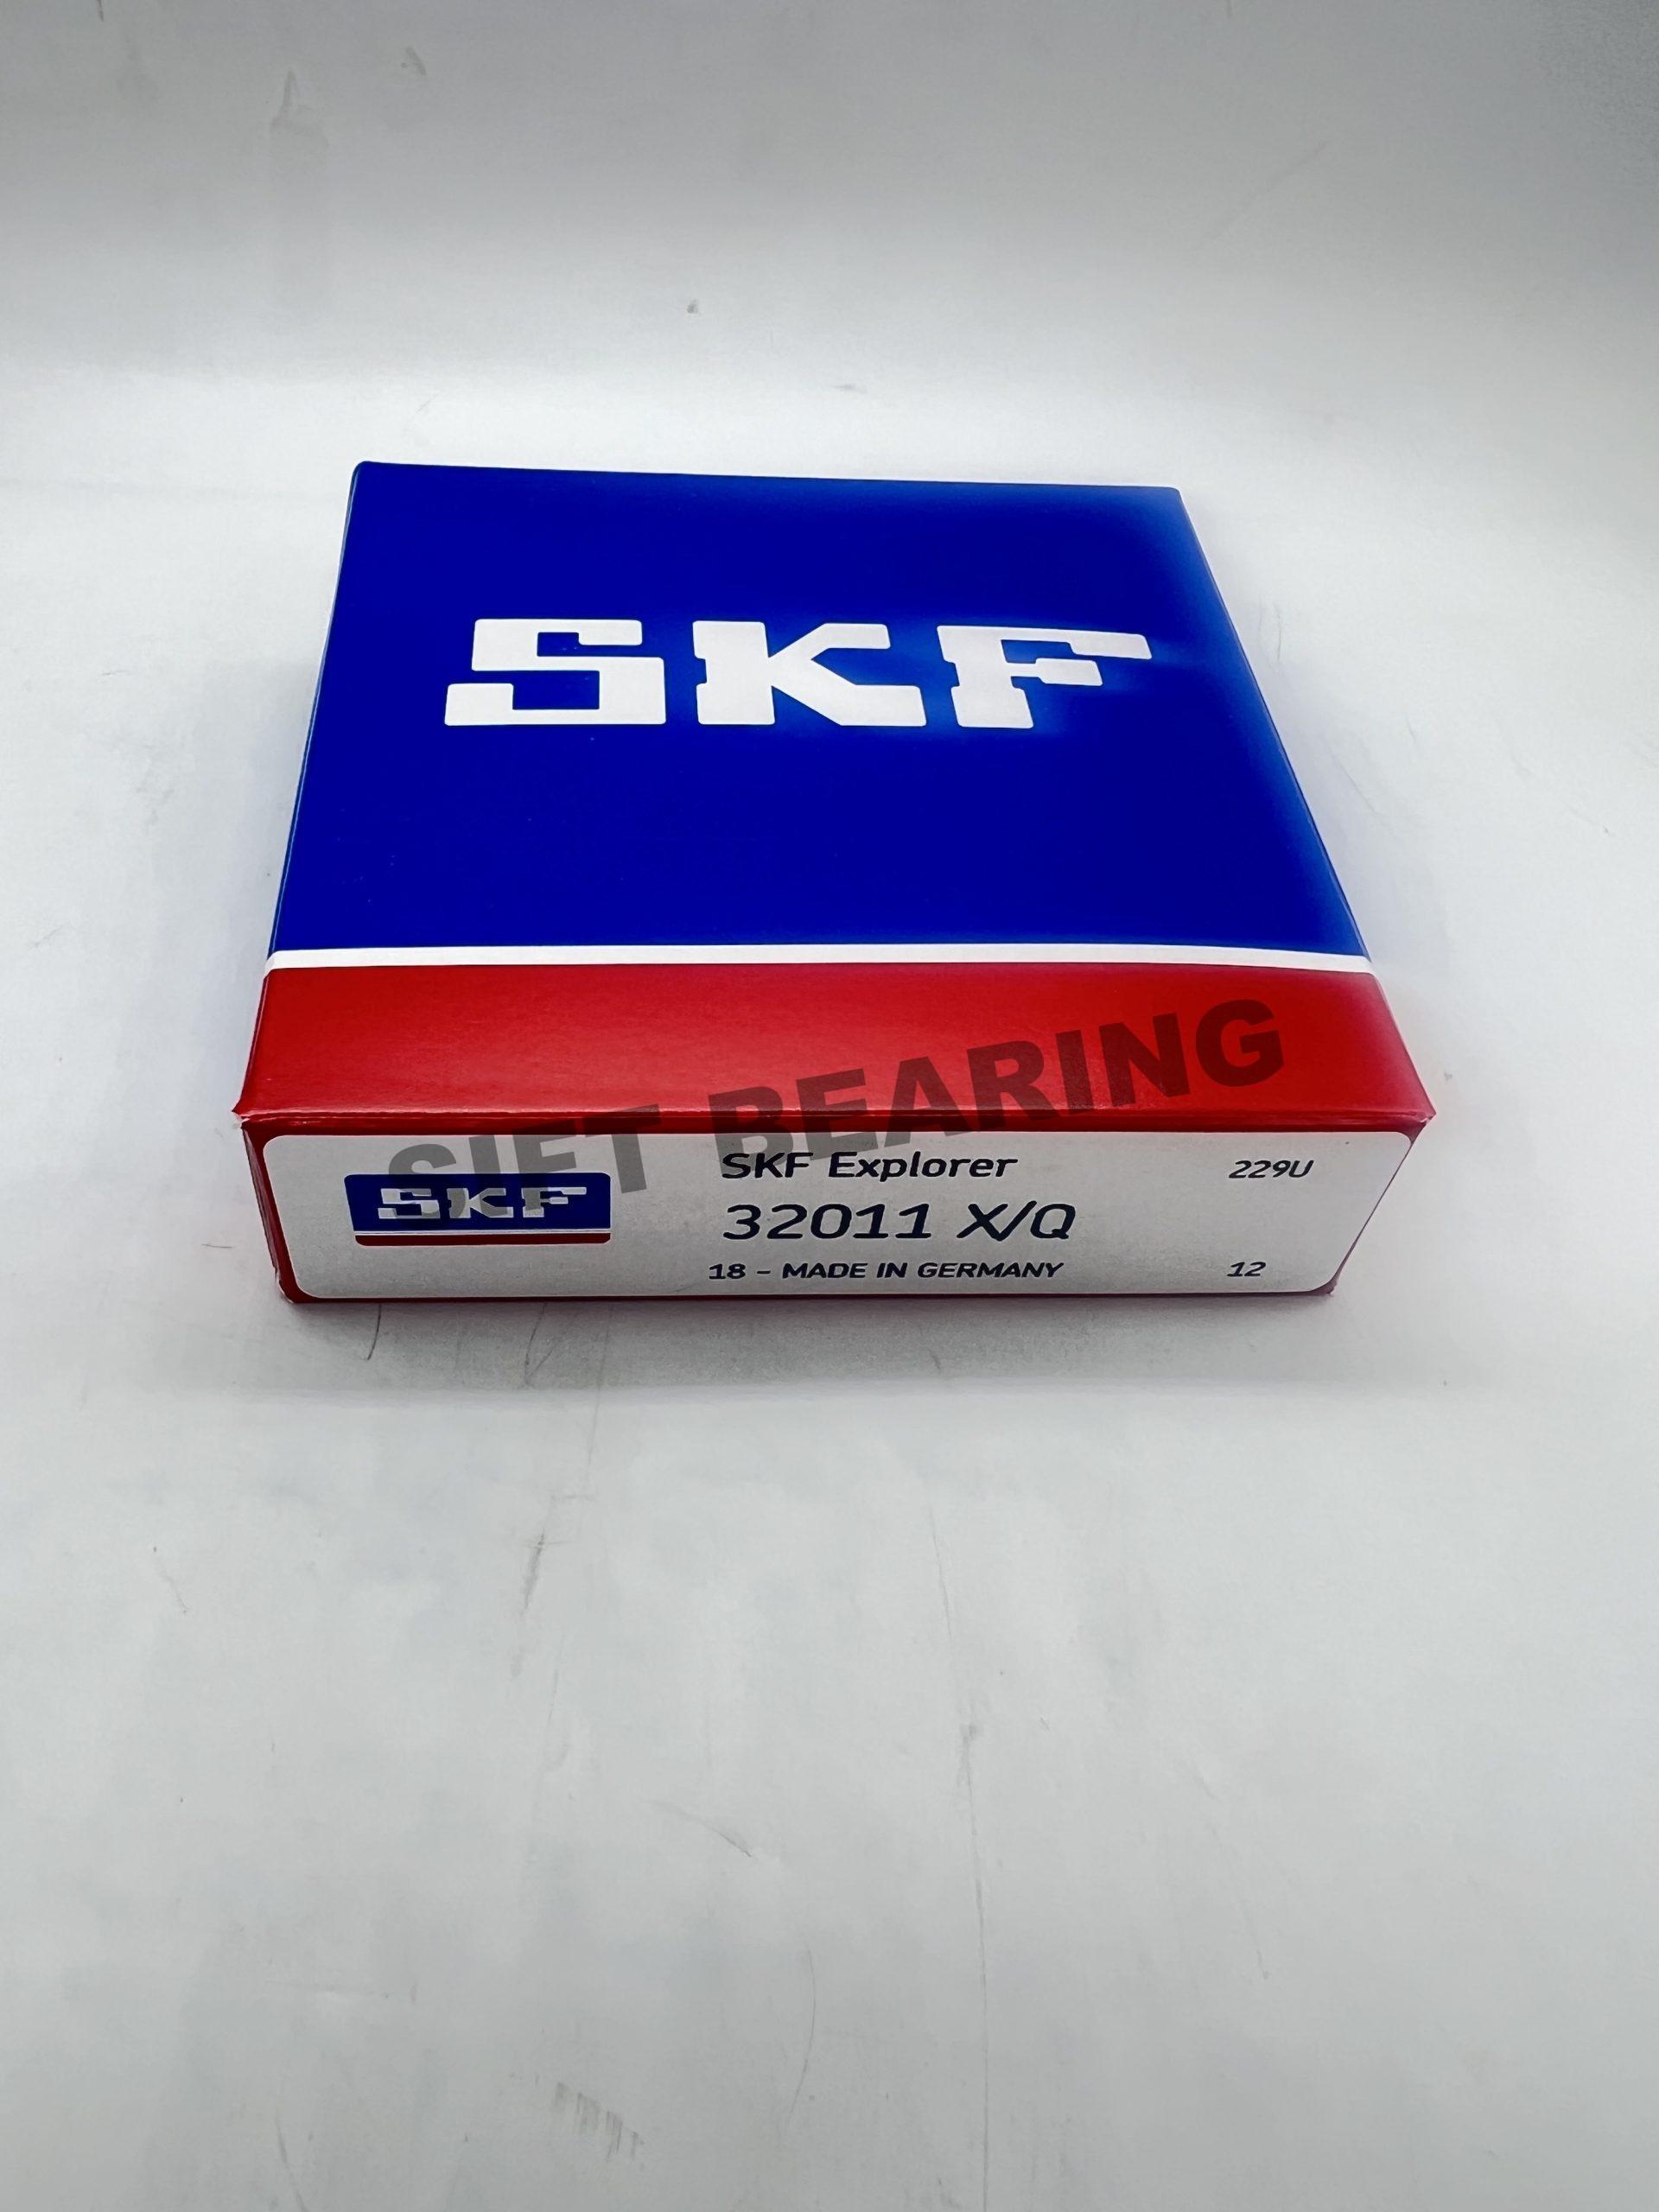 SKF
SIFT BEARING
SKF
SKF Explorer
229U
32011 X/Q
18 – MADE IN GERMANY
12